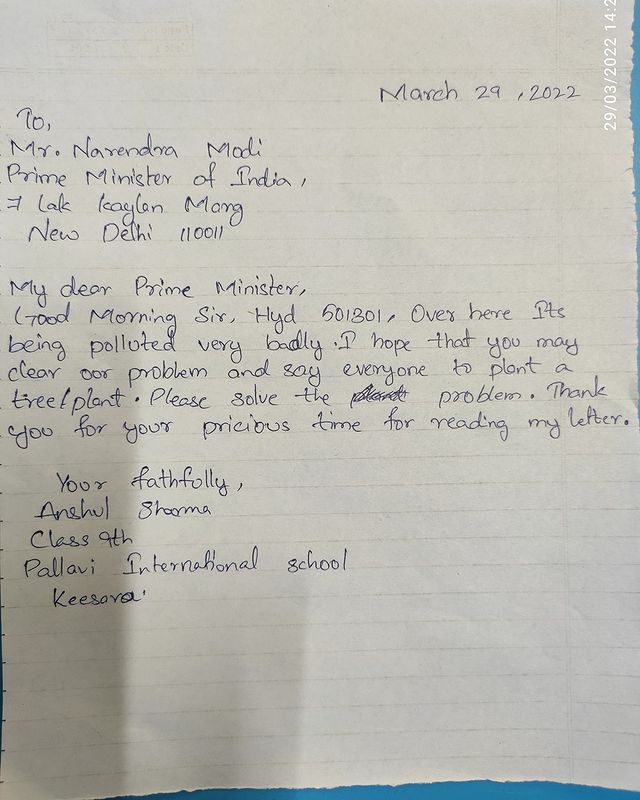 29/03/2022 14:2
March 29, 2022
To,
Mr. Narendra Modi
Prime Minister of India,
7 lak kaylan Marg
New Delhi 110011
My dear Prime Minister,
Good Morning Sir, Hyd 501301, Over here Its
being polluted very badly. I hope that you may
clear oor problem and say everyone to plant a
tree/plant. Please solve the problem. Thank
you for your pricious time for reading my letter.
Your fathfully,
Anshul Sharma
Class 9th
Pallavi International school
Keesara